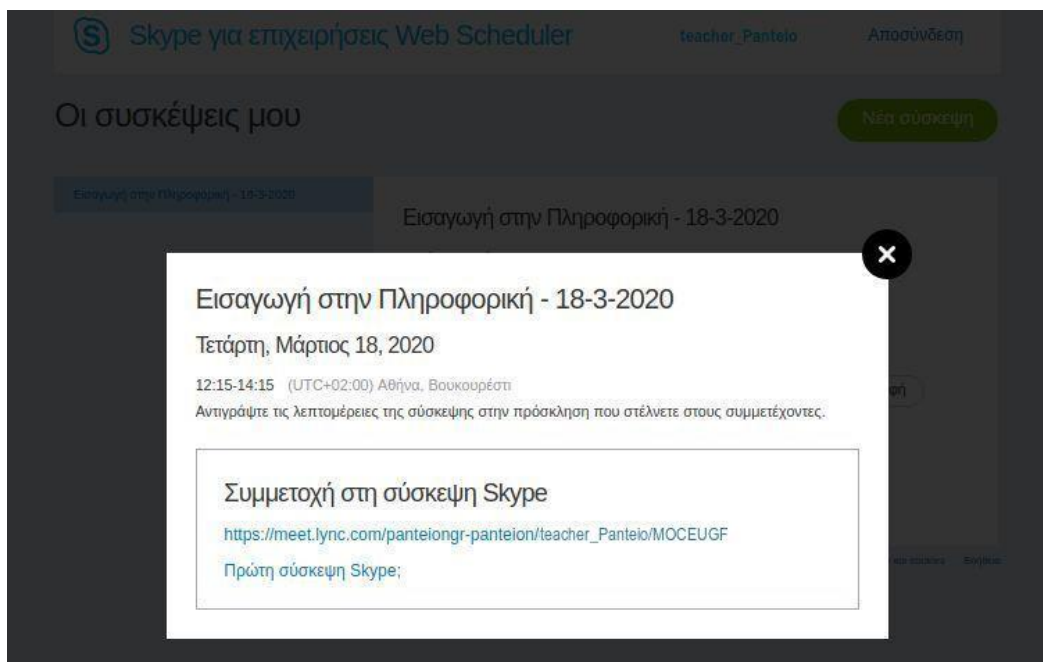 Skype για επιχειρήσεις Web Scheduler
teacher_Panteio
Αποσύνδεση
Οι συσκέψεις μου
Νέα σύσκεψη
Εισαγωγή στην Πληροφορική - 18-3-2020
Εισαγωγή στην Πληροφορική - 18-3-2020
Εισαγωγή στην Πληροφορική - 18-3-2020
Τετάρτη, Μάρτιος 18, 2020
12:15-14:15 (UTC+02:00) Αθήνα, Βουκουρέστι
Αντιγράψτε τις λεπτομέρειες της σύσκεψης στην πρόσκληση που στέλνετε στους συμμετέχοντες.
Συμμετοχή στη σύσκεψη Skype
https://meet.lync.com/panteiongr-panteion/teacher_Panteio/MOCEUGF
Πρώτη σύσκεψη Skype;
και cookies
Βοήθεια